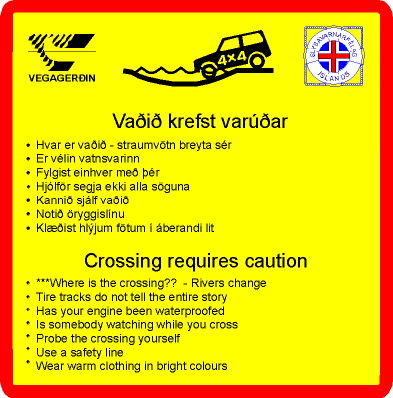 VEGAGERÐIN
4X4
SLYSAVARNARFÉLAG
ÍSLANDS
Vaðið krefst varúðar
• Hvar er vaðið - straumvötn breyta sér
• Er vélin vatnsvarinn
• Fylgist einhver með þér
• Hjólför segja ekki alla söguna
• Kannið sjálf vaðið
• Notið öryggislínu
• Klæðist hlýjum fötum í áberandi lit
Crossing requires caution
• ***Where is the crossing?? - Rivers change
• Tire tracks do not tell the entire story
• Has your engine been waterproofed
• Is somebody watching while you cross
• Probe the crossing yourself
• Use a safety line
• Wear warm clothing in bright colours